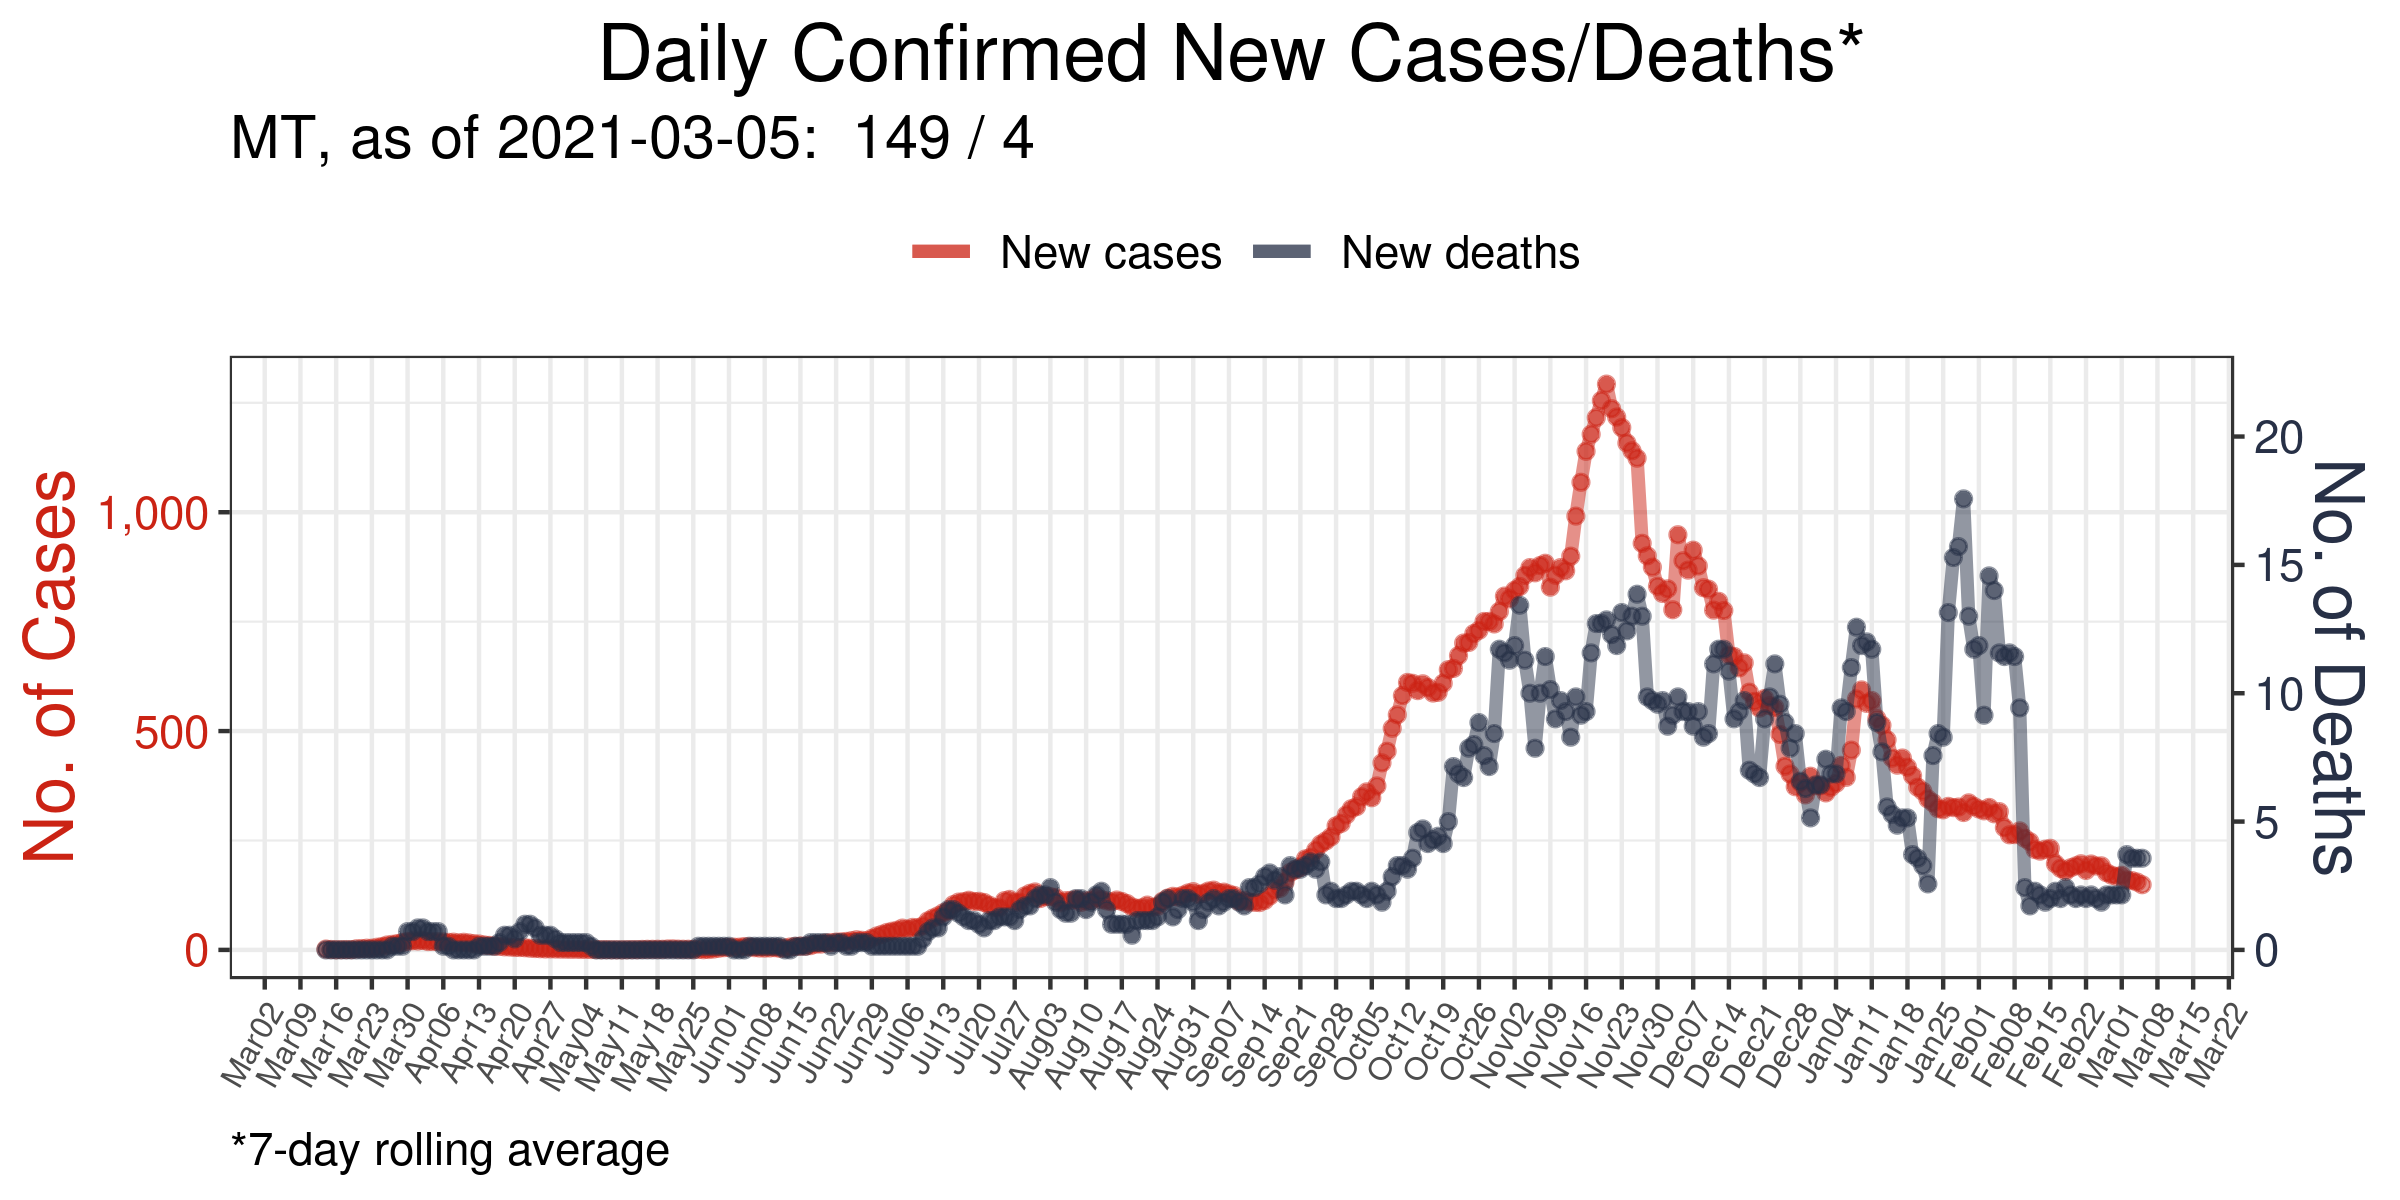 Daily Confirmed New Cases/Deaths*
MT, as of 2021-03-05:  149 / 4
New cases
New deaths
No. of Cases
1,000
500
0
No. of Deaths
20
15
10
5
0
Mar02
Mar09
Mar16
Mar23
Mar30
Apr06
Apr13
Apr20
Apr27
May04
May11
May18
May25
Jun01
Jun08
Jun15
Jun22
Jun29
Jul06
Jul13
Jul20
Jul27
Aug03
Aug10
Aug17
Aug24
Aug31
Sep07
Sep14
Sep21
Sep28
Oct05
Oct12
Oct19
Oct26
Nov02
Nov09
Nov16
Nov23
Nov30
Dec07
Dec14
Dec21
Dec28
Jan04
Jan11
Jan18
Jan25
Feb01
Feb08
Feb15
Feb22
Mar01
Mar08
Mar15
Mar22
*7-day rolling average